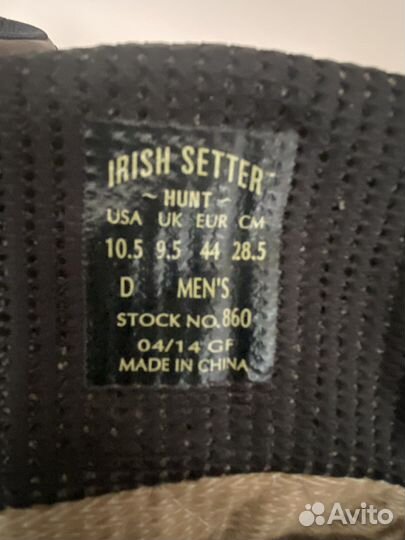 IRISH SETTER
~ HUNT ~
USA UK EUR CM
10.5 9.5 44 28.5
D MEN'S
STOCK NO. 860
04/14 GF
MADE IN CHINA
Avito